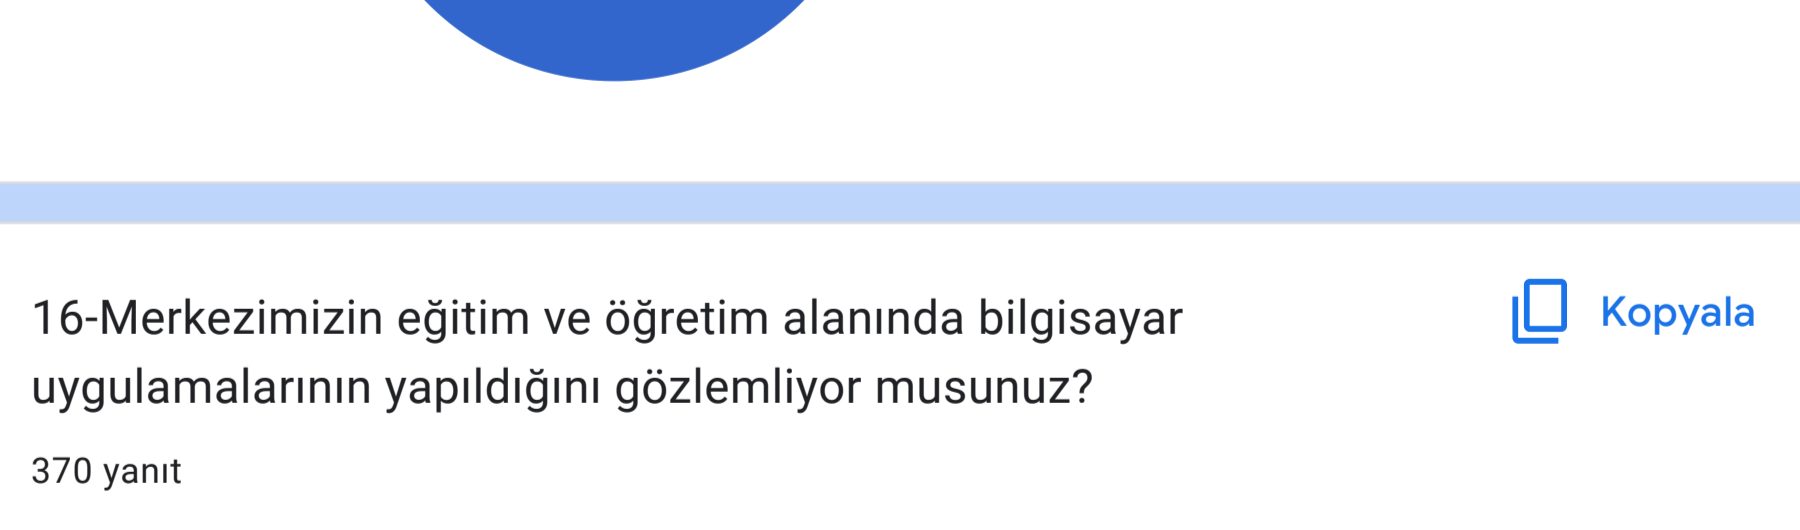 16-Merkezimizin eğitim ve öğretim alanında bilgisayar
uygulamalarının yapıldığını gözlemliyor musunuz?
Kopyala
370 yanıt